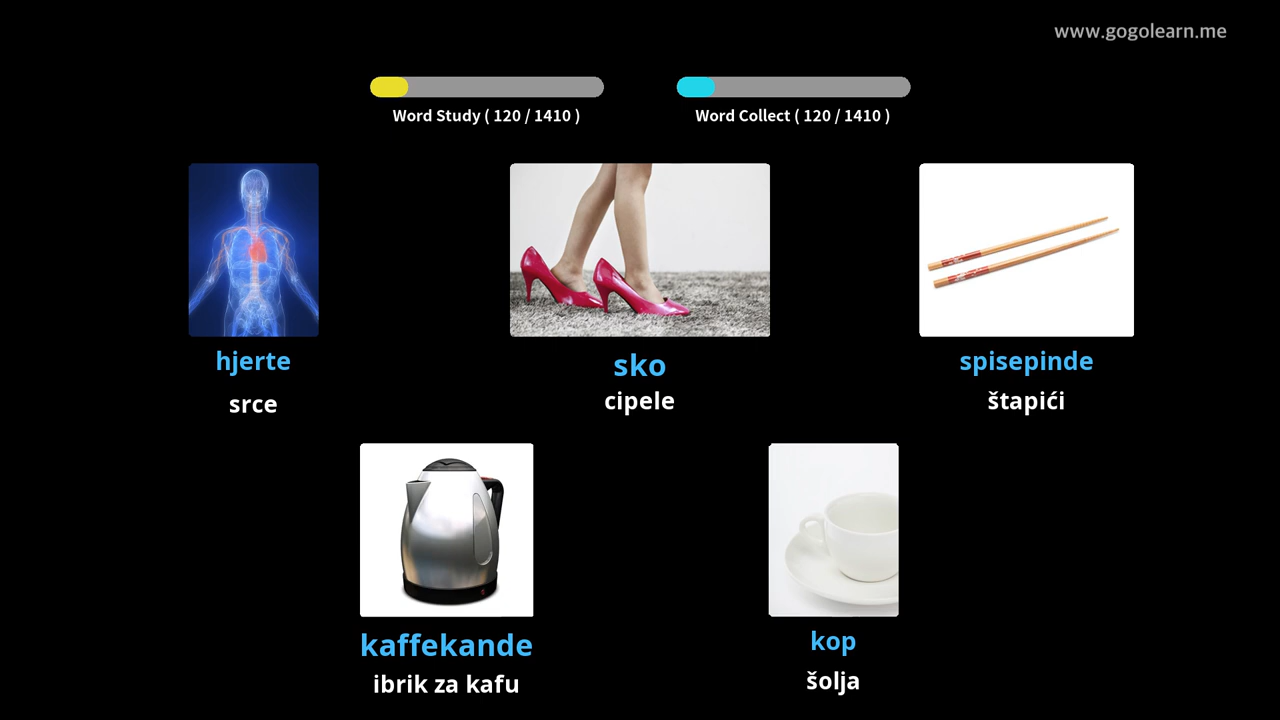 www.gogolearn.me
Word Study ( 120 / 1410 )
Word Collect ( 120 / 1410 )
hjerte
sko
spisepinde
srce
cipele
štapići
kaffekande
kop
ibrik za kafu
šolja